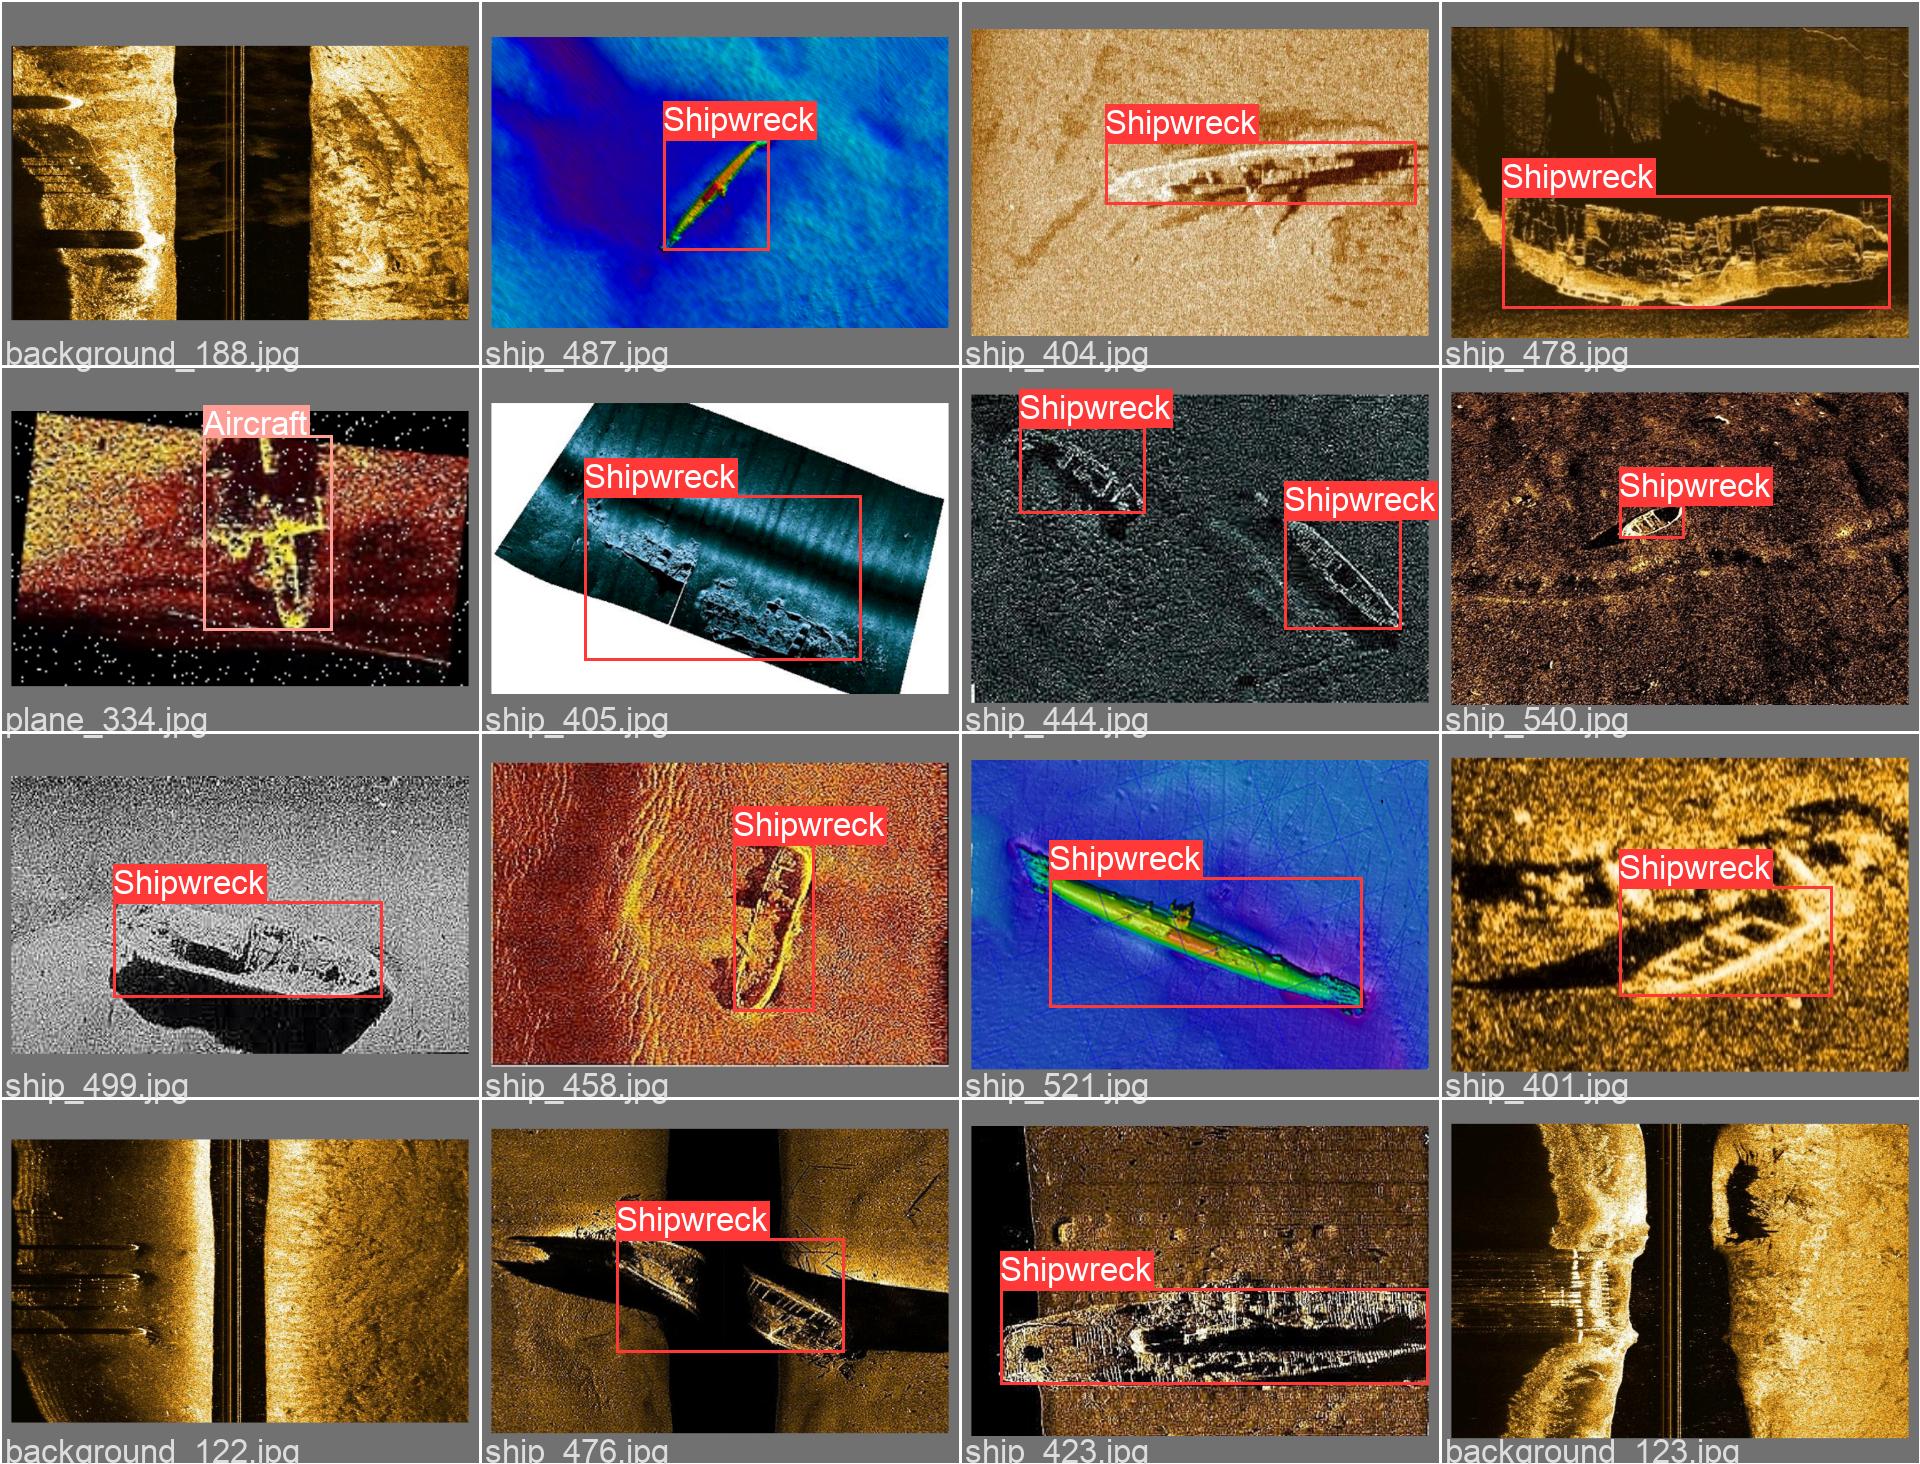 background_188.jpg
Shipwreck
ship_487.jpg
Shipwreck
ship_404.jpg
Shipwreck
ship_478.jpg
Aircraft
plane_334.jpg
Shipwreck
ship_405.jpg
Shipwreck
Shipwreck
ship_444.jpg
Shipwreck
ship_540.jpg
Shipwreck
ship_499.jpg
Shipwreck
ship_458.jpg
Shipwreck
ship_521.jpg
Shipwreck
ship_401.jpg
background_122.jpg
Shipwreck
ship_476.jpg
Shipwreck
ship_423.jpg
background_123.jpg